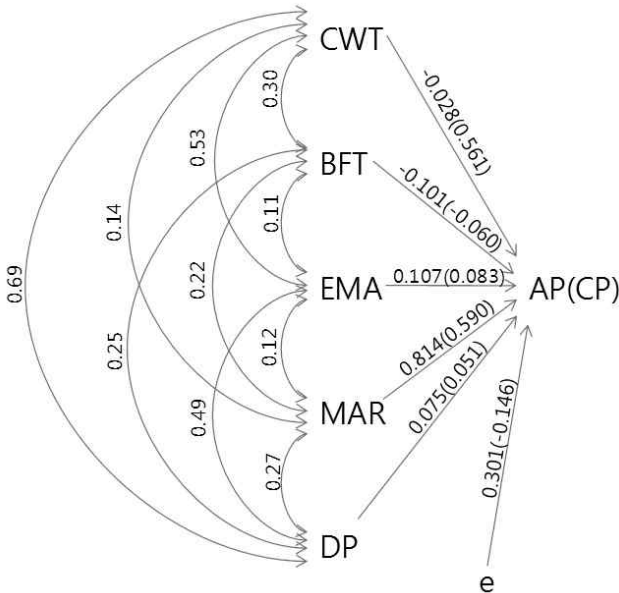 CWT
-0.028(0.561)
0.30
0.53
BFT
-0.101(-0.060)
0.14
0.11
0.69
0.22
EMA
0.107(0.083)
AP(CP)
0.25
0.12
0.814(0.590)
0.49
MAR
0.075(0.051)
0.27
0.301(-0.146)
DP
e